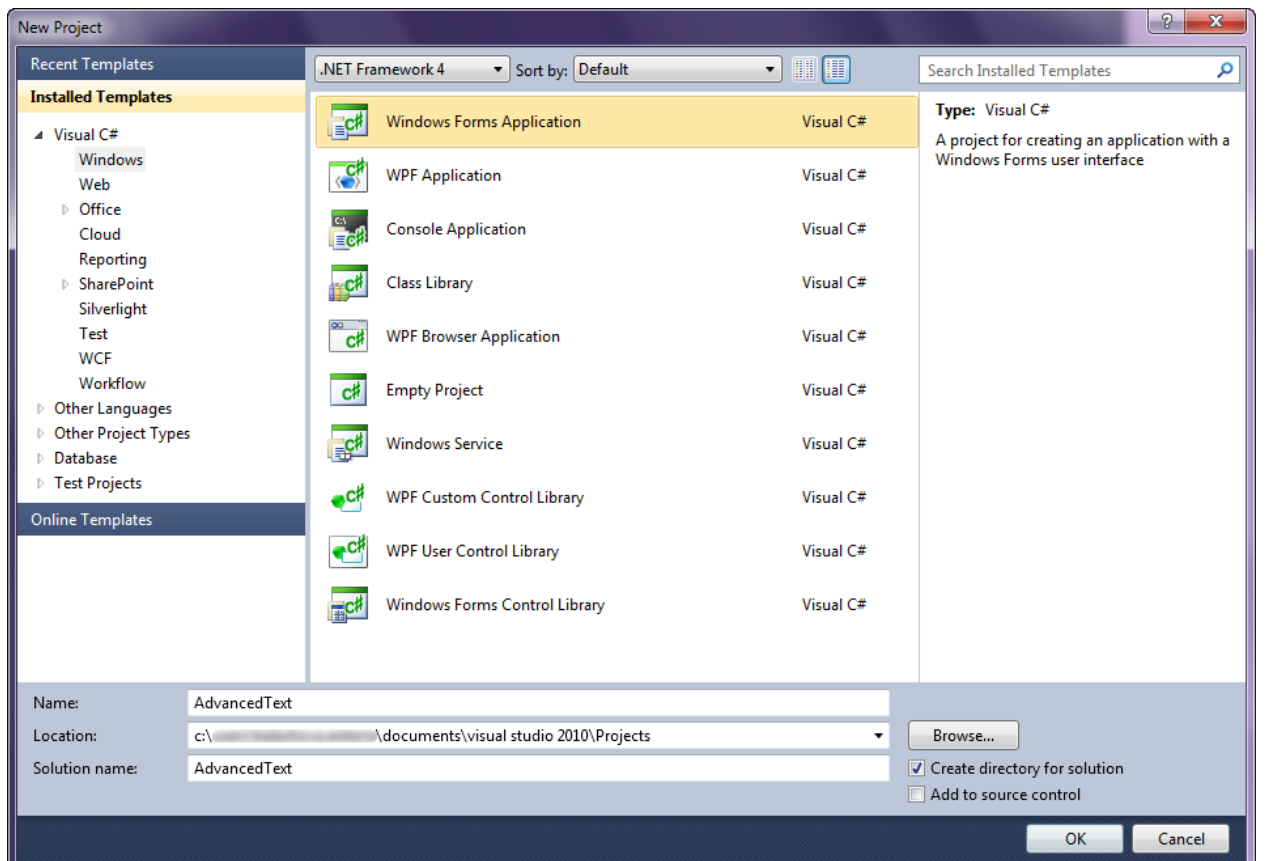 New Project
Recent Templates
Installed Templates
Visual C#
Windows
Web
Office
Cloud
Reporting
SharePoint
Silverlight
Test
WCF
Workflow
Other Languages
Other Project Types
Database
Test Projects
Online Templates
.NET Framework 4 Sort by: Default
Windows Forms Application Visual C#
WPF Application Visual C#
Console Application Visual C#
Class Library Visual C#
WPF Browser Application Visual C#
Empty Project Visual C#
Windows Service Visual C#
WPF Custom Control Library Visual C#
WPF User Control Library Visual C#
Windows Forms Control Library Visual C#
Search Installed Templates
Type: Visual C#
A project for creating an application with a
Windows Forms user interface
Name: AdvancedText
Location: c:\ \documents\visual studio 2010\Projects Browse...
Solution name: AdvancedText
Create directory for solution
Add to source control
OK Cancel